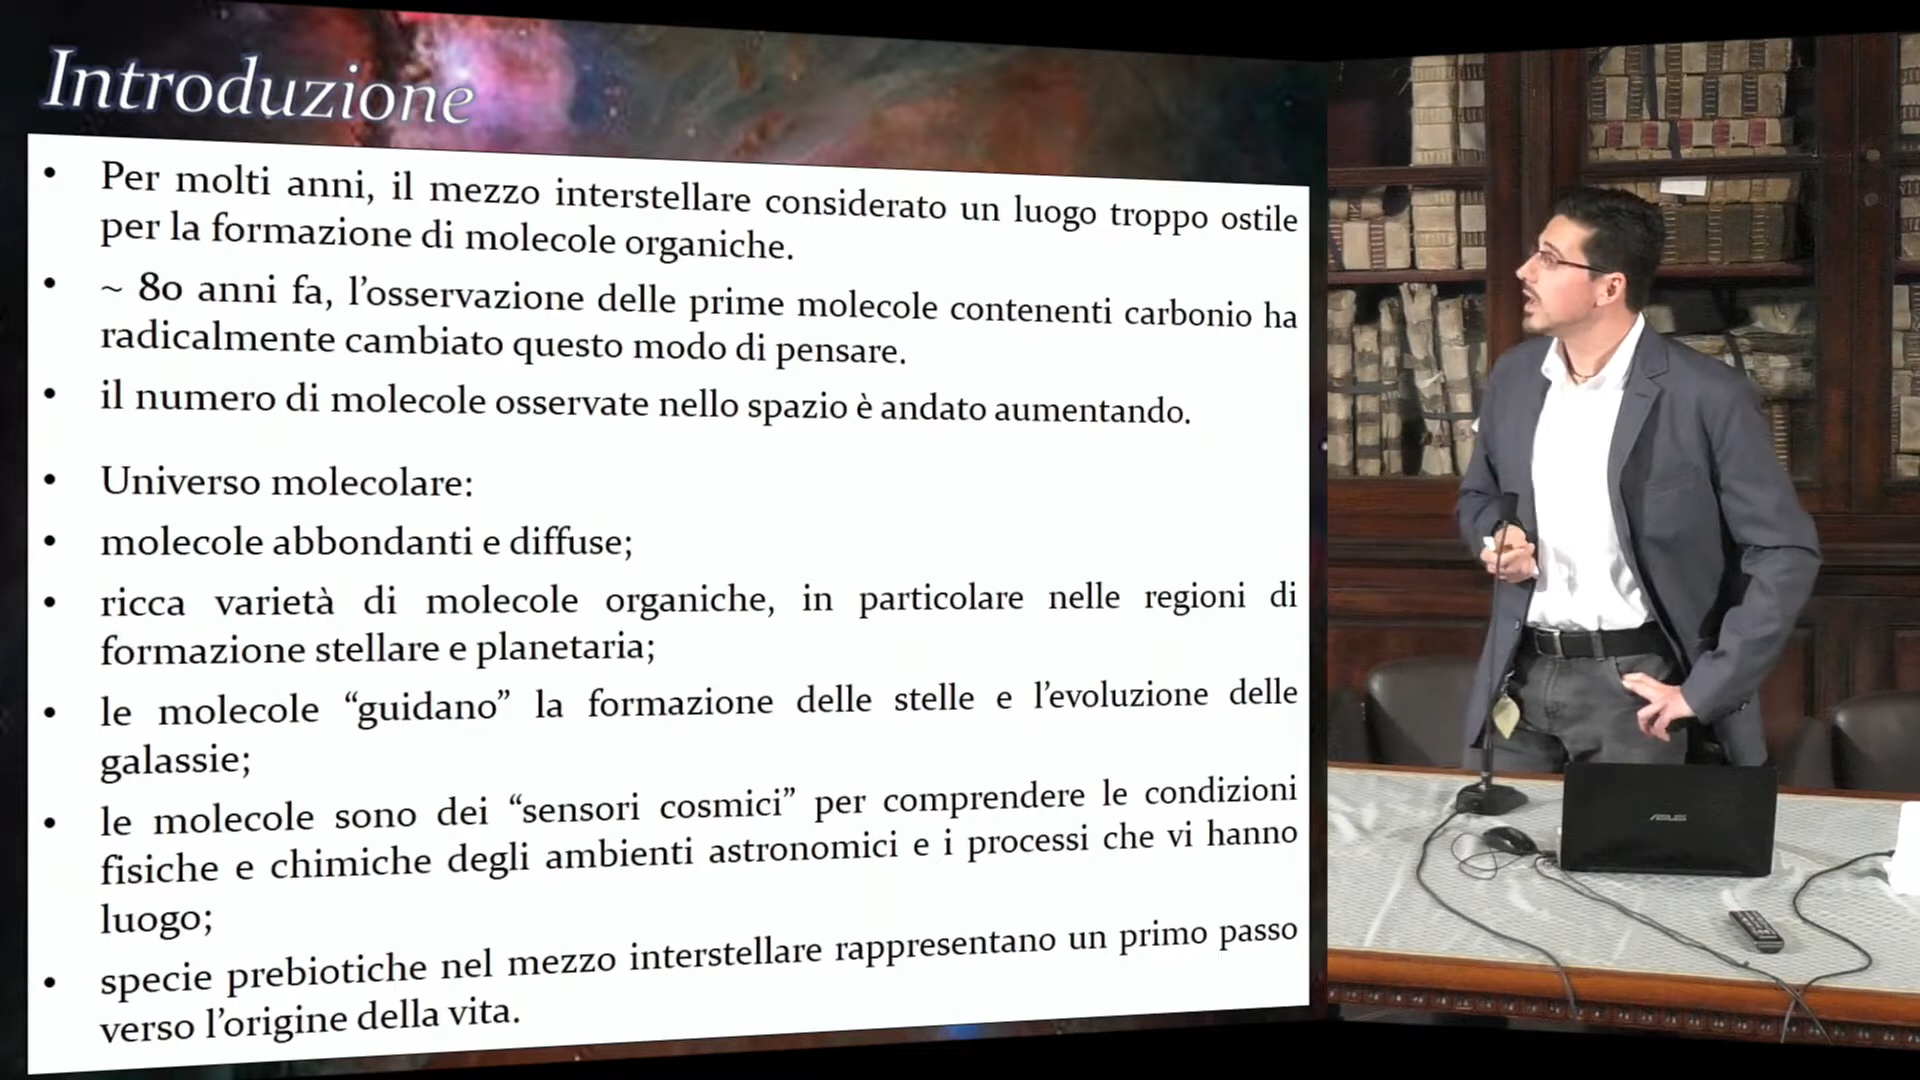 Introduzione
• Per molti anni, il mezzo interstellare considerato un luogo troppo ostile
per la formazione di molecole organiche.
• ~ 80 anni fa, l’osservazione delle prime molecole contenenti carbonio ha
radicalmente cambiato questo modo di pensare.
• il numero di molecole osservate nello spazio è andato aumentando.
• Universo molecolare:
• molecole abbondanti e diffuse;
• ricca varietà di molecole organiche, in particolare nelle regioni di
formazione stellare e planetaria;
• le molecole “guidano” la formazione delle stelle e l’evoluzione delle
galassie;
• le molecole sono dei “sensori cosmici” per comprendere le condizioni
fisiche e chimiche degli ambienti astronomici e i processi che vi hanno
luogo;
• specie prebiotiche nel mezzo interstellare rappresentano un primo passo
verso l’origine della vita.
ASUS